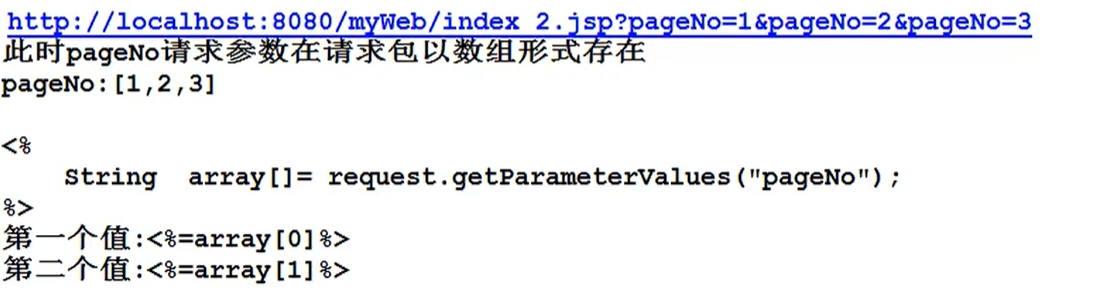 http://localhost:8080/myWeb/index_2.jsp?pageNo=1&pageNo=2&pageNo=3
此时pageNo请求参数在请求包以数组形式存在
pageNo:[1,2,3]
<%
String array[]= request.getParameterValues("pageNo");
%>
第一个值:<%=array[0]%>
第二个值:<%=array[1]%>